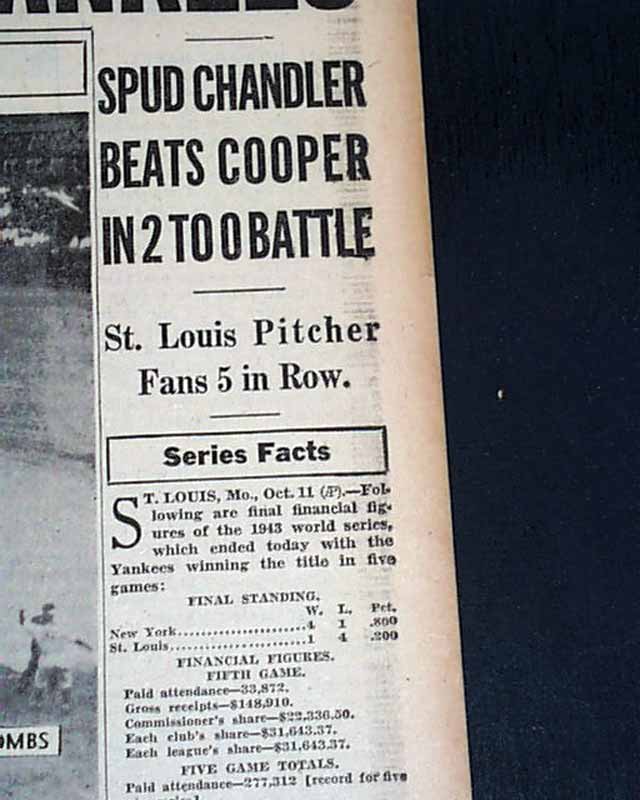 SPUD CHANDLER
BEATS COOPER
IN 2 TO 0 BATTLE
St. Louis Pitcher
Fans 5 in Row.
Series Facts
ST. LOUIS, Mo., Oct. 11 (AP).—Fol-
lowing are final financial fig-
ures of the 1943 world series,
which ended today with the
Yankees winning the title in five
games:
FINAL STANDING.
W. L. Pct.
New York.......................4 1 .800
St. Louis.......................1 4 .200
FINANCIAL FIGURES.
FIFTH GAME.
Paid attendance—33,872.
Gross receipts—$148,910.
Commissioner's share—$22,336.50.
Each club's share—$31,643.37.
Each league's share—$31,643.37.
FIVE GAME TOTALS.
Paid attendance—277,312 [record for five
OMBS